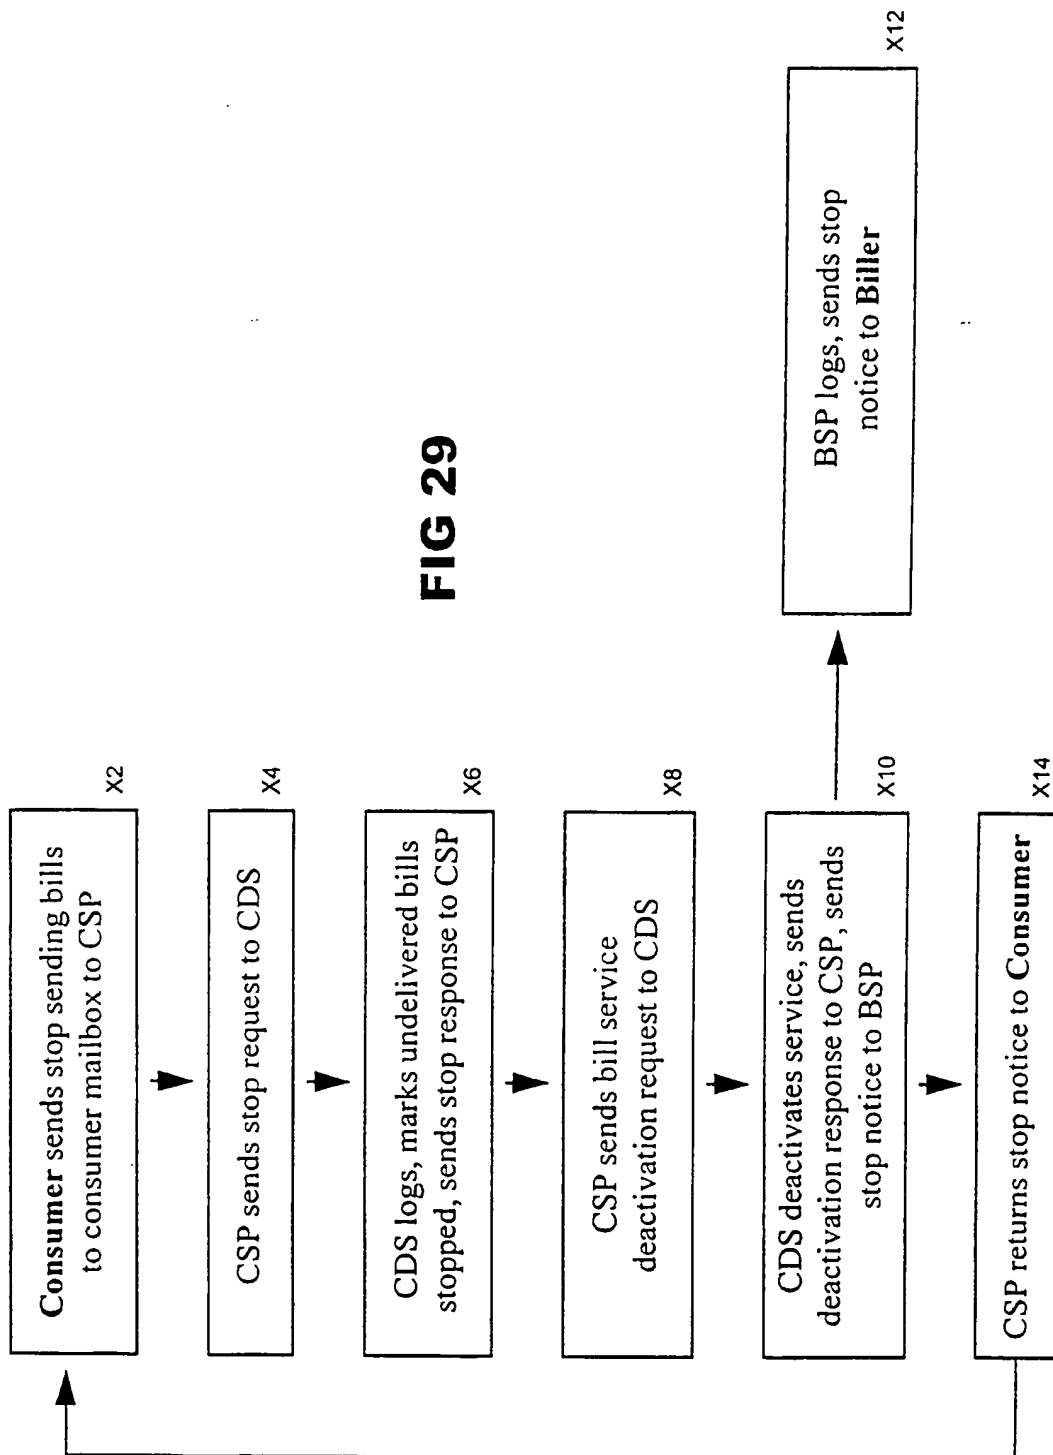 Consumer sends stop sending bills
to consumer mailbox to CSP
X2
CSP sends stop request to CDS
X4
CDS logs, marks undelivered bills
stopped, sends stop response to CSP
X6
CSP sends bill service
deactivation request to CDS
X8
CDS deactivates service, sends
deactivation response to CSP, sends
stop notice to BSP
X10
BSP logs, sends stop
notice to Biller
X12
CSP returns stop notice to Consumer
X14
FIG 29